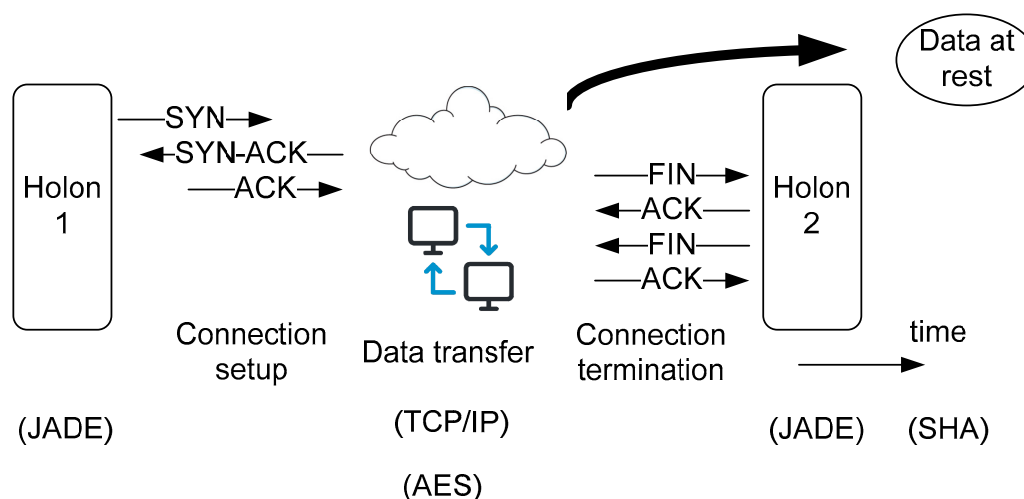 Data at
rest
Holon
1
SYN
SYN-ACK
ACK
FIN
ACK
FIN
ACK
Holon
2
Connection
setup
Data transfer
Connection
termination
time
(JADE)
(TCP/IP)
(AES)
(JADE)
(SHA)